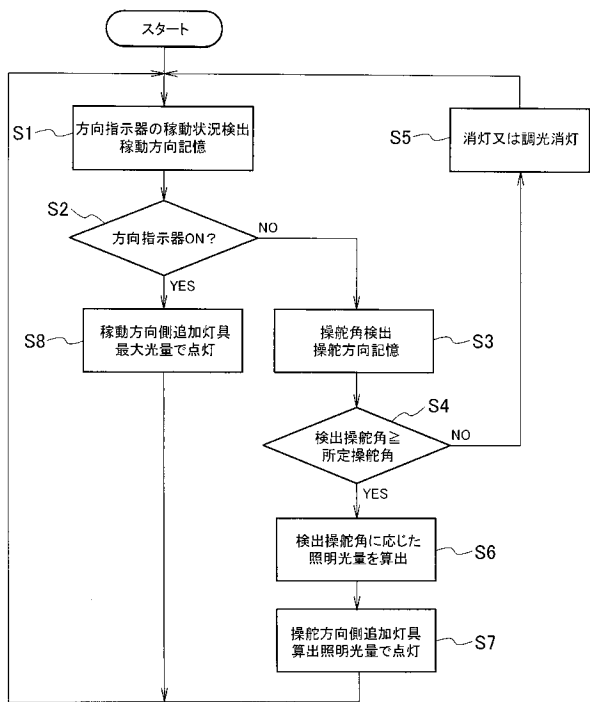 スタート
S1
方向指示器の稼動状況検出
稼動方向記憶
S5
消灯又は調光消灯
S2
方向指示器ON?
NO
YES
S8
稼動方向側追加灯具
最大光量で点灯
操舵角検出
操舵方向記憶
S3
S4
検出操舵角≧
所定操舵角
NO
YES
検出操舵角に応じた
照明光量を算出
S6
操舵方向側追加灯具
算出照明光量で点灯
S7